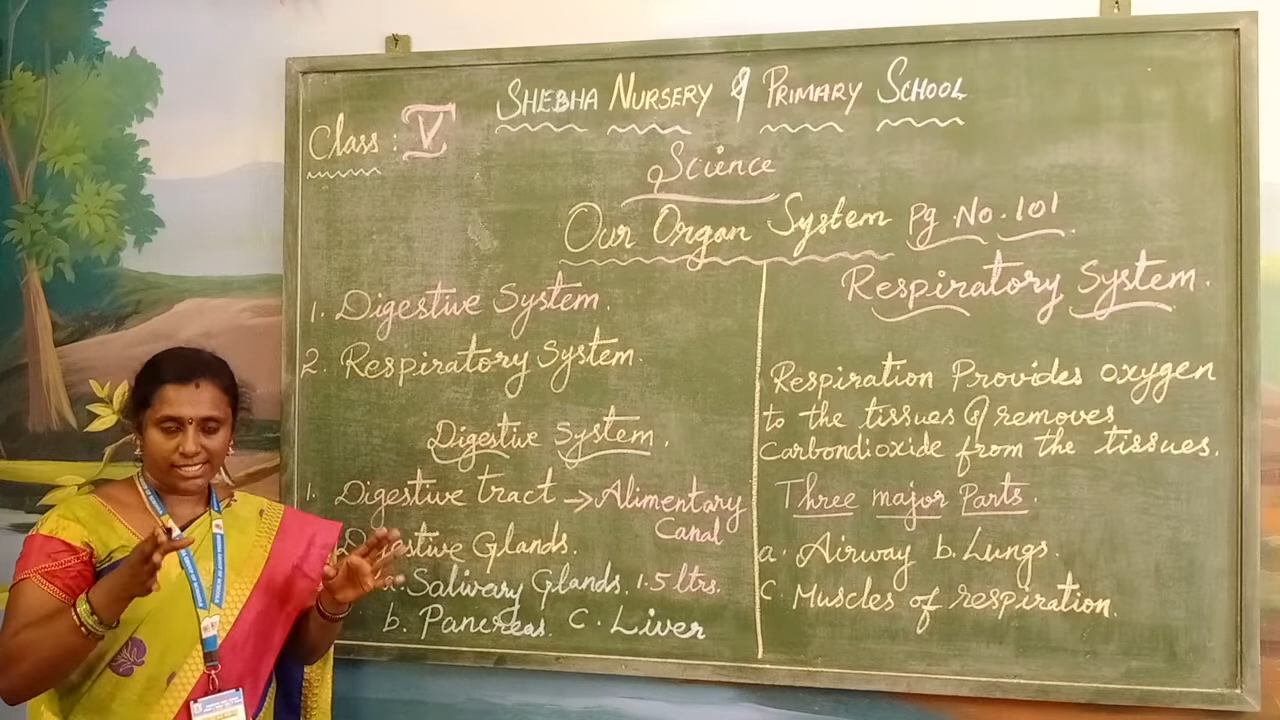 SHEBHA NURSERY & PRIMARY SCHOOL
Class : V
Science
Our Organ System Pg. No. 101
1. Digestive System.
2. Respiratory System.
Digestive System.
1. Digestive tract → Alimentary
Canal
Digestive Glands.
a. Salivary Glands. 1.5 ltrs.
b. Pancreas. C. Liver
Respiratory System.
Respiration Provides oxygen
to the tissues & removes
Carbondioxide from the tissues.
Three major Parts.
a. Airway b. Lungs.
C. Muscles of respiration.